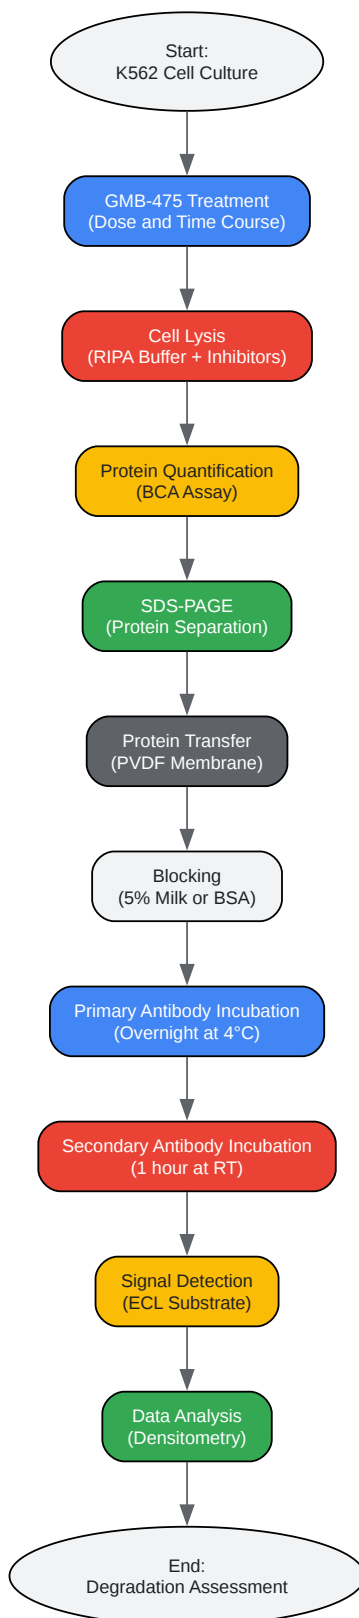 Start:
K562 Cell Culture
GMB-475 Treatment
(Dose and Time Course)
Cell Lysis
(RIPA Buffer + Inhibitors)
Protein Quantification
(BCA Assay)
SDS-PAGE
(Protein Separation)
Protein Transfer
(PVDF Membrane)
Blocking
(5% Milk or BSA)
Primary Antibody Incubation
(Overnight at 4°C)
Secondary Antibody Incubation
(1 hour at RT)
Signal Detection
(ECL Substrate)
Data Analysis
(Densitometry)
End:
Degradation Assessment